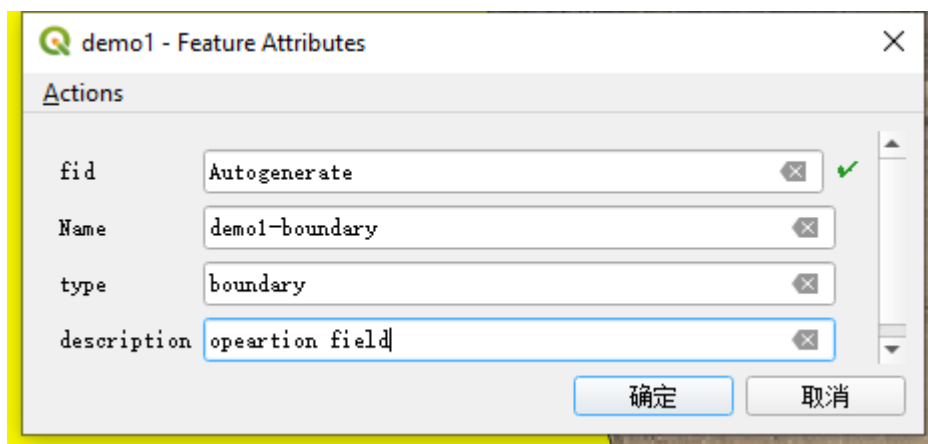 demo1 - Feature Attributes
Actions
fid Autogenerate
Name demo1-boundary
type boundary
description opeartion field
确定 取消